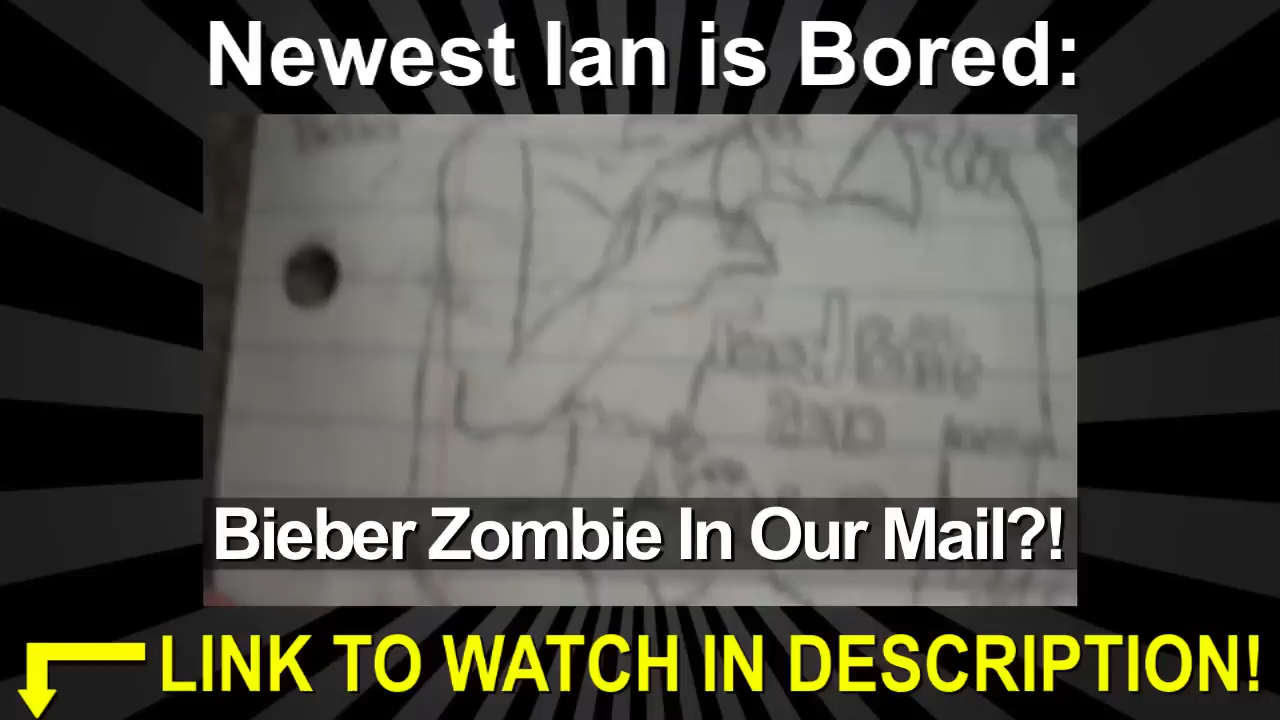 Newest Ian is Bored:
Bieber Zombie In Our Mail?!
LINK TO WATCH IN DESCRIPTION!